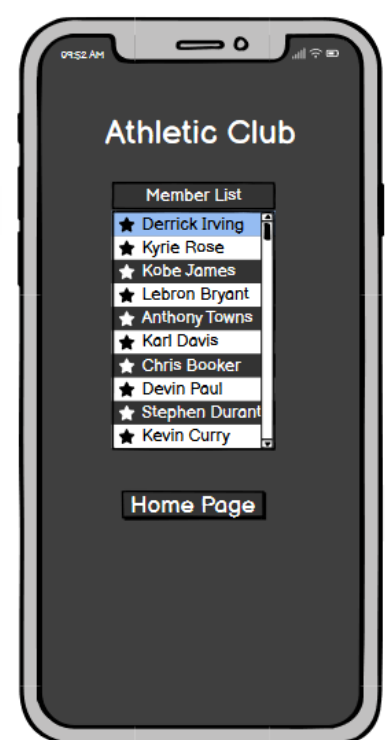 09:52 AM
Athletic Club
Member List
Derrick Irving
Kyrie Rose
Kobe James
Lebron Bryant
Anthony Towns
Karl Davis
Chris Booker
Devin Paul
Stephen Durant
Kevin Curry
Home Page